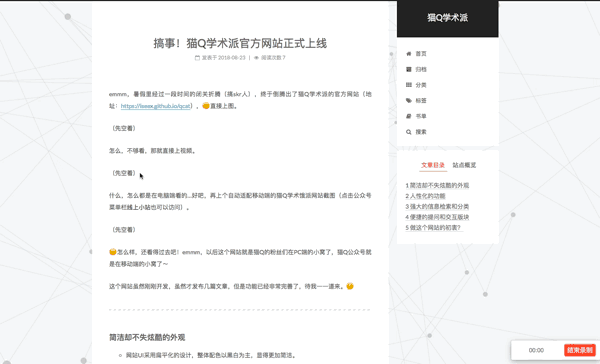 猫Q学术派
搞事！猫Q学术派官方网站正式上线
发表于 2018-08-23 | 阅读次数 7
emmm，暑假里经过一段时间的闭关折腾（搞xr人），终于倒腾出了猫Q学术派的官方网站（地
址：
），直接上图。
（先空着）
怎么，不够看，那就直接上视频。
（先空着）
什么，怎么都是在电脑端看的...好吧，再上个自动适配移动端的猫Q学术饿派网站截图（点击公众号
菜单栏线上小站也可以访问）。
（先空着）
怎么样，还看得过去吧！emmm，以后这个网站就是猫Q的粉丝们在PC端的小窝了，猫Q公众号就
是在移动端的小窝了～
这个网站虽然刚刚开发，虽然才发布几篇文章，但是功能已经非常完善了，待我一一道来。
简洁却不失炫酷的外观
网站UI采用扁平化的设计，整体配色以黑白为主，显得更加简洁。
首页
归档
分类
标签
书单
搜索
文章目录 站点概览
1 简洁却不失炫酷的外观
2 人性化的功能
3 强大的信息检索和分类
4 便捷的提问和交互版块
5 做这个网站的初衷？
00:00 结束录制